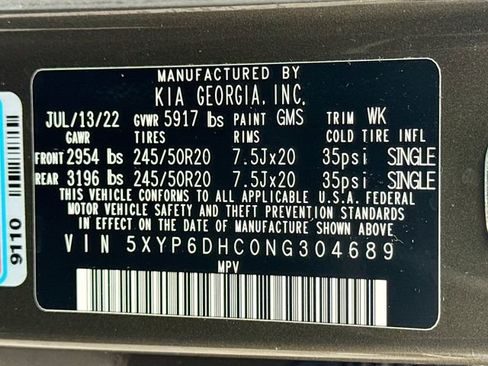 MANUFACTURED BY
KIA GEORGIA, INC.
JUL/13/22 GVWR 5917 lbs PAINT GMS TRIM WK
GAWR TIRES RIMS COLD TIRE INFL
FRONT 2954 lbs 245/50R20 7.5Jx20 35psi SINGLE
REAR 3196 lbs 245/50R20 7.5Jx20 35psi SINGLE
THIS VEHICLE CONFORMS TO ALL APPLICABLE U.S.A. FEDERAL
MOTOR VEHICLE SAFETY AND THEFT PREVENTION STANDARDS
IN EFFECT ON THE DATE OF MANUFACTURE SHOWN ABOVE.
VIN 5XYP6DHC0NG304689
MPV
9110